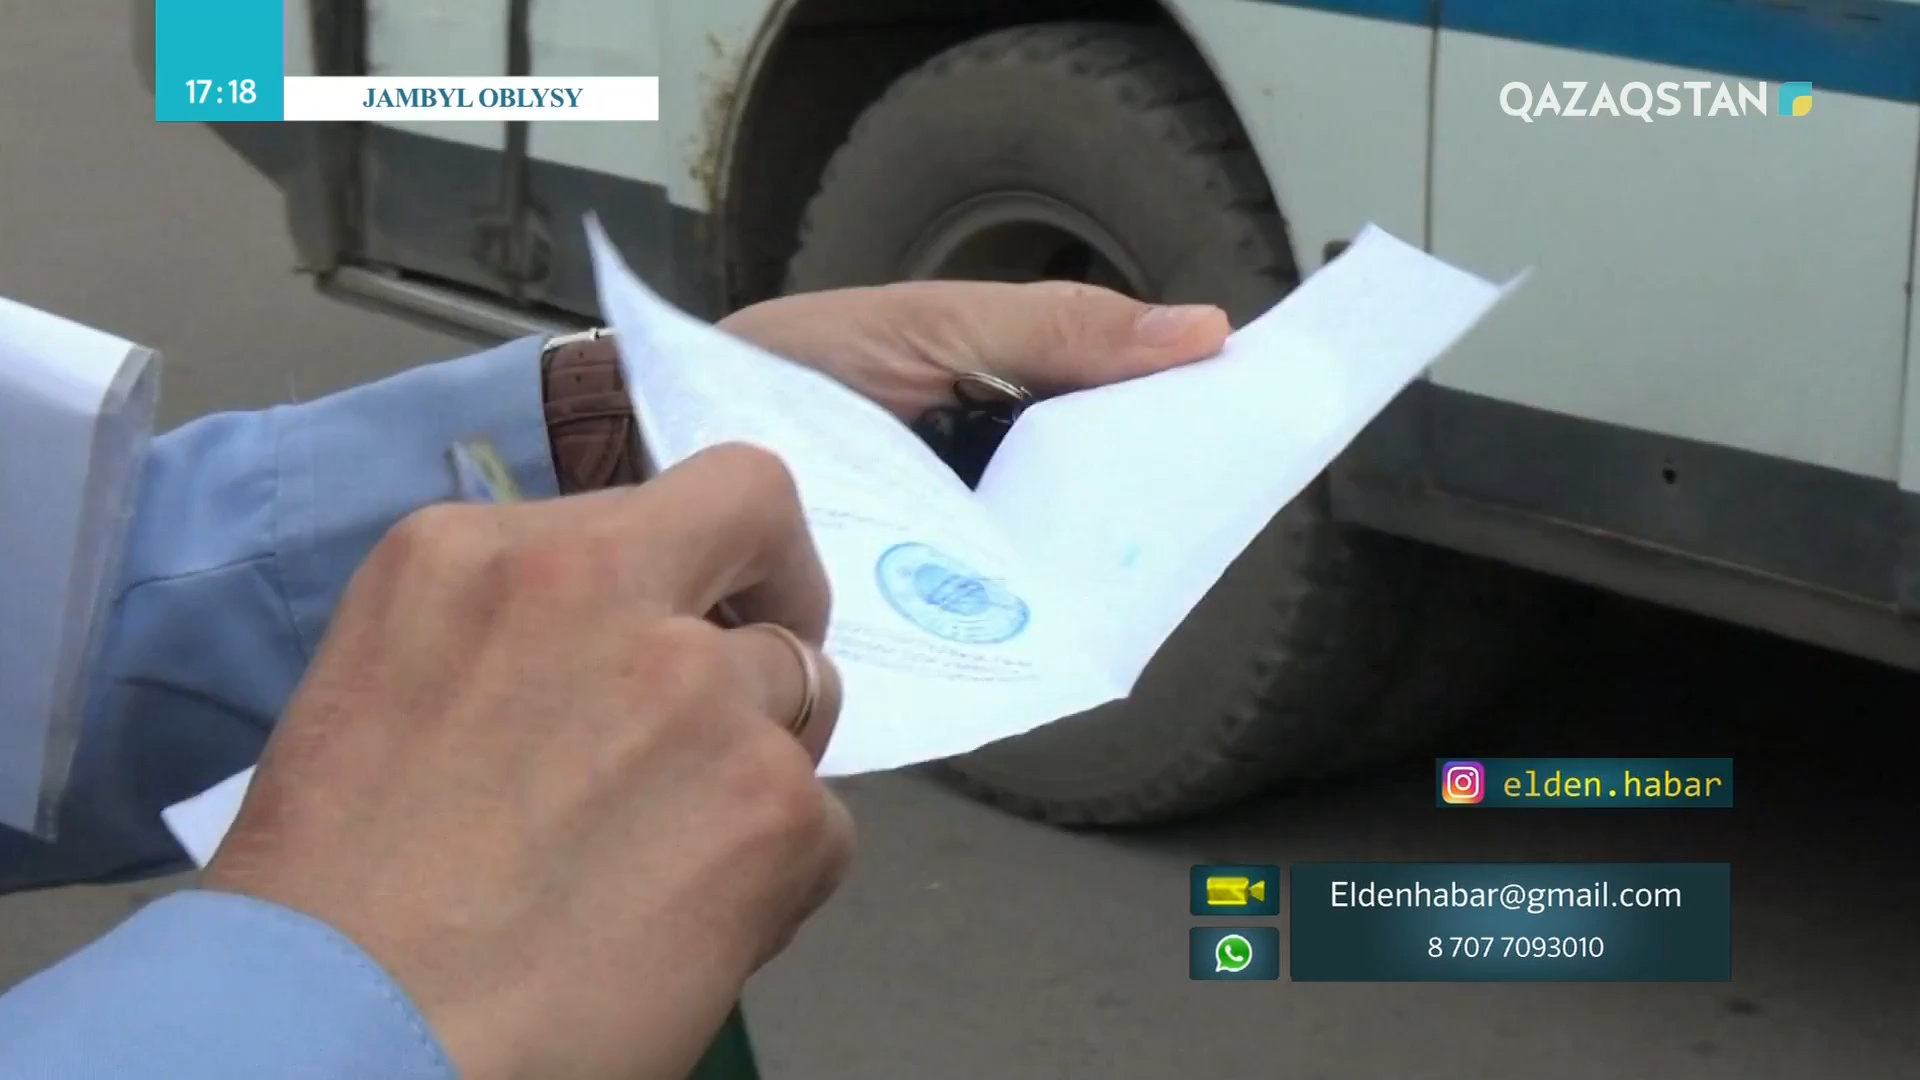 17:18
JAMBYL OBLYSY
QAZAQSTAN
elden.habar
Eldenhabar@gmail.com
8 707 7093010